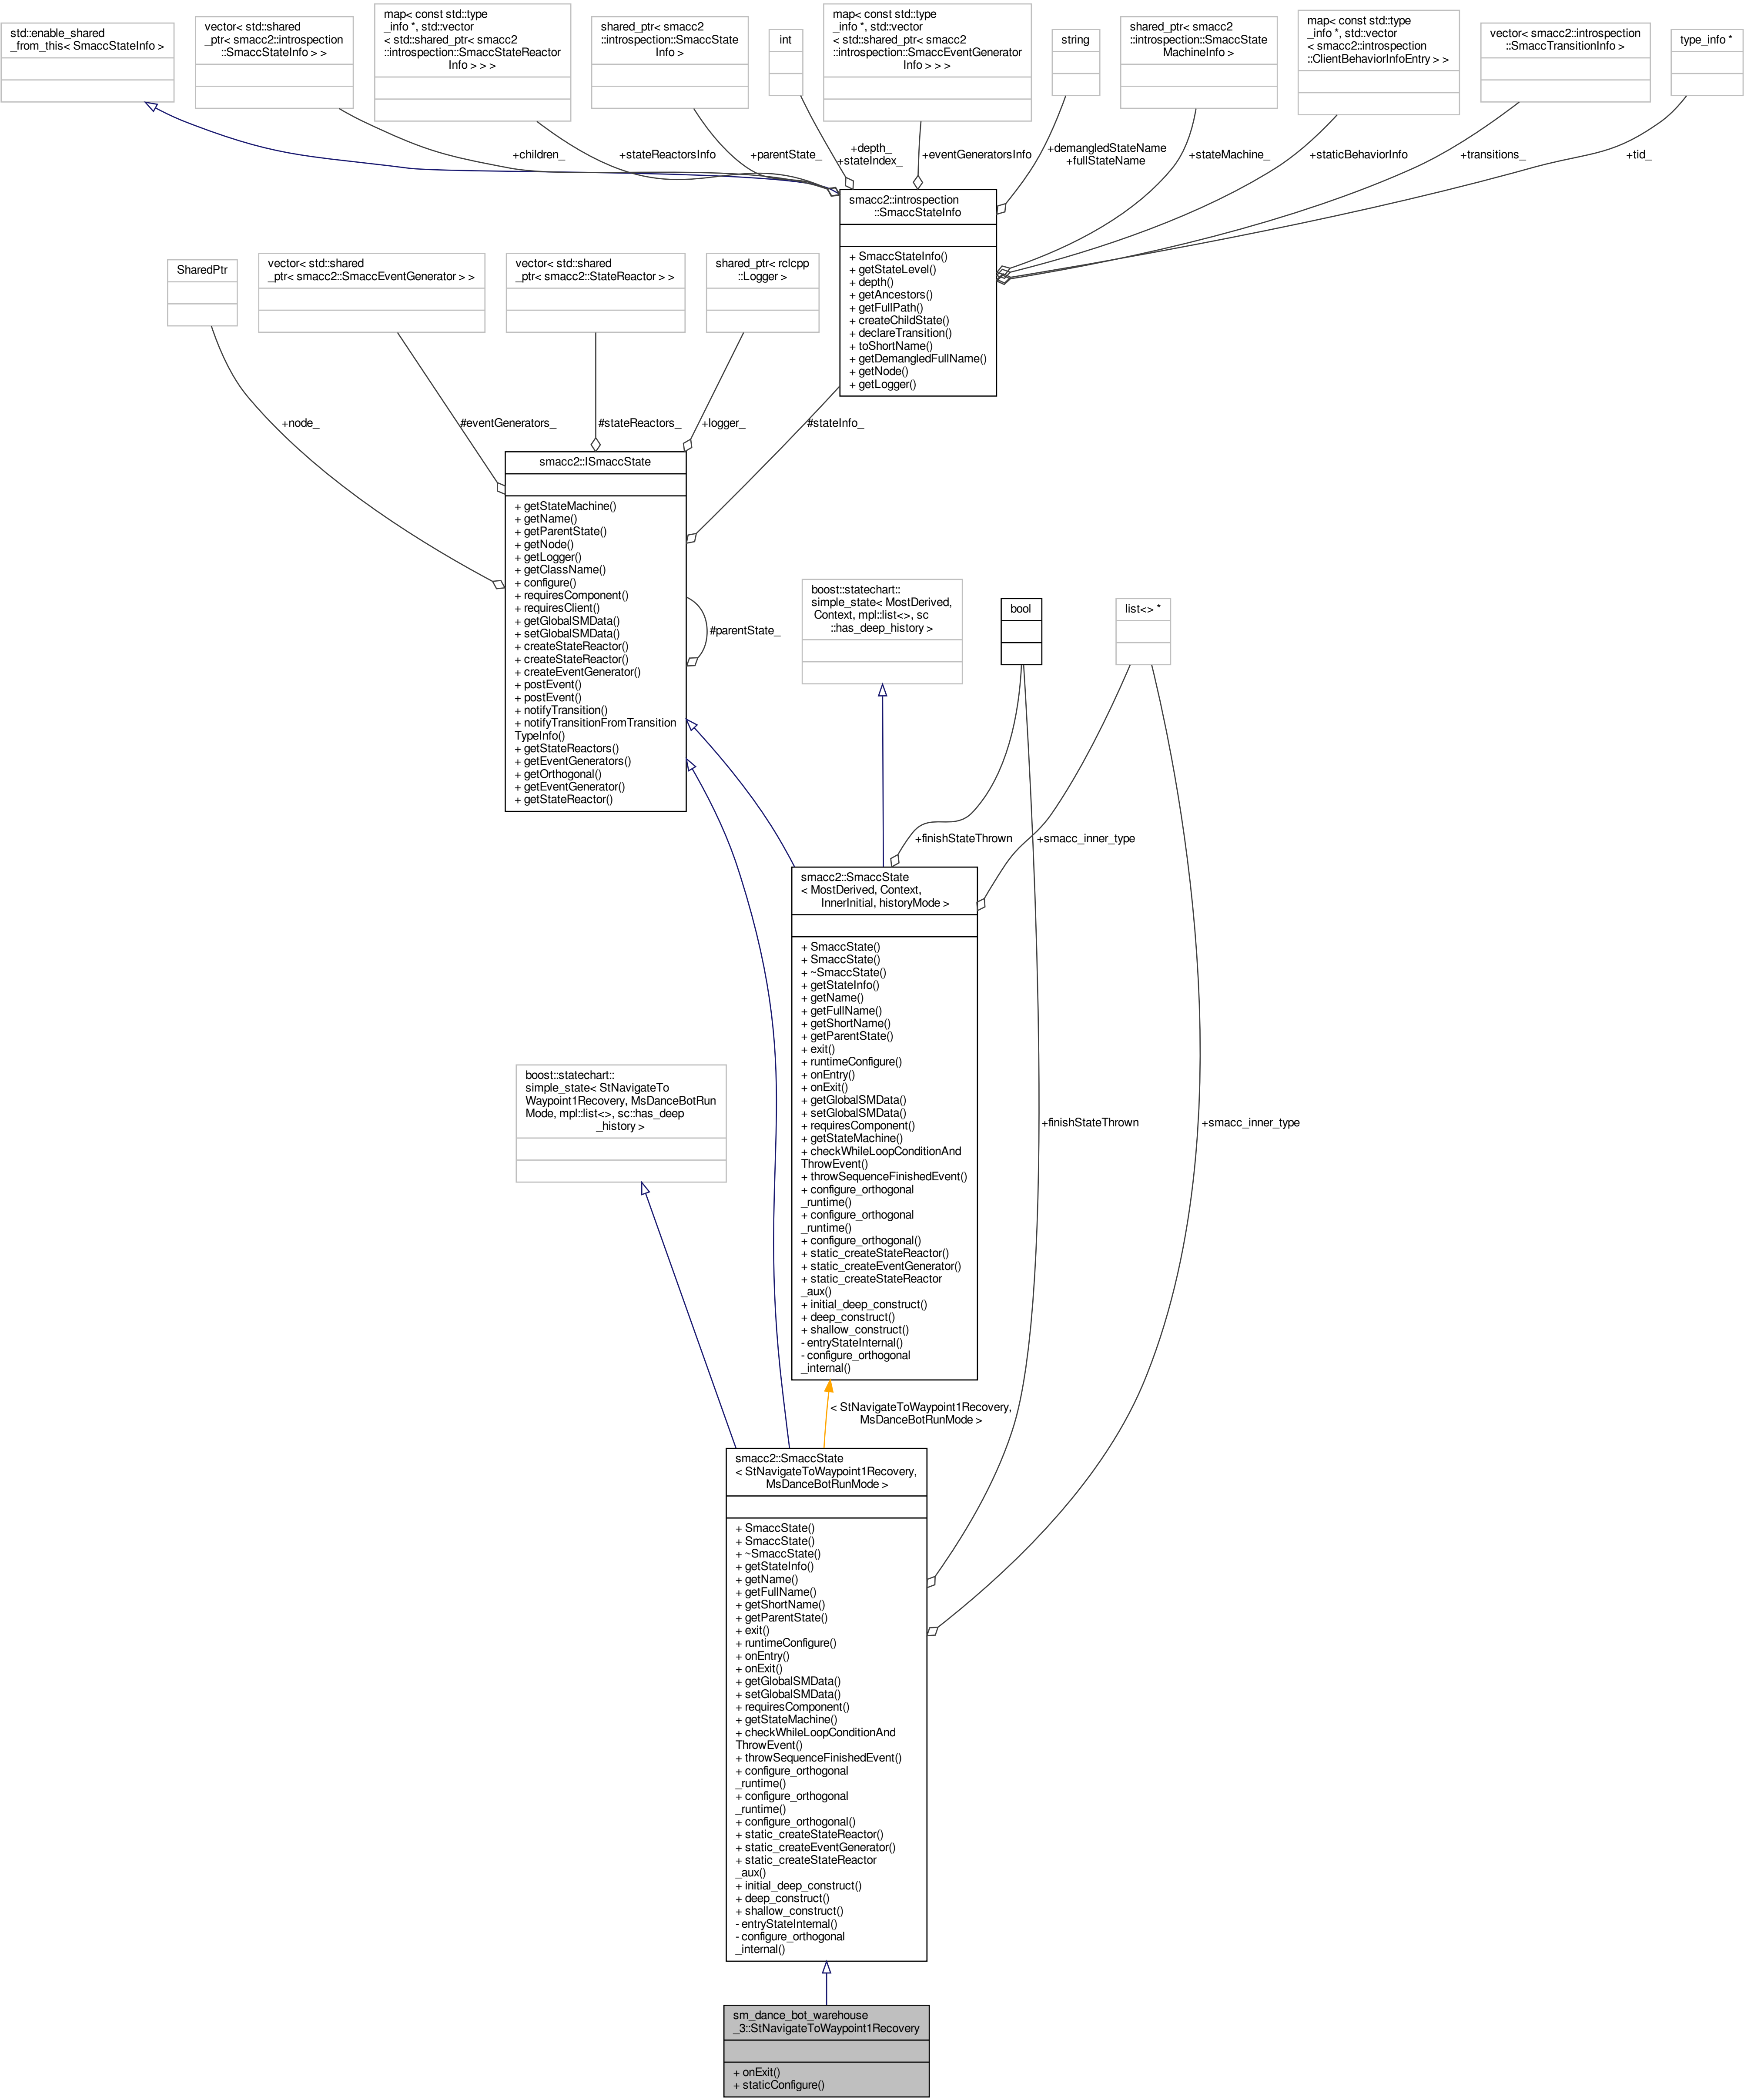 std::enable_shared
_from_this< SmaccStateInfo >
vector< std::shared
_ptr< smacc2::introspection
::SmaccStateInfo > >
map< const std::type
_info *, std::vector
< std::shared_ptr< smacc2
::introspection::SmaccStateReactor
Info > > >
shared_ptr< smacc2
::introspection::SmaccState
Info >
int
map< const std::type
_info *, std::vector
< std::shared_ptr< smacc2
::introspection::SmaccEventGenerator
Info > > >
string
shared_ptr< smacc2
::introspection::SmaccState
MachineInfo >
map< const std::type
_info *, std::vector
< smacc2::introspection
::ClientBehaviorInfoEntry > >
vector< smacc2::introspection
::SmaccTransitionInfo >
type_info *
+children_
+stateReactorsInfo
+parentState_
+depth_
+stateIndex_
+eventGeneratorsInfo
+demangledStateName
+fullStateName
+stateMachine_
+staticBehaviorInfo
+transitions_
+tid_
smacc2::introspection
::SmaccStateInfo
+ SmaccStateInfo()
+ getStateLevel()
+ depth()
+ getAncestors()
+ getFullPath()
+ createChildState()
+ declareTransition()
+ toShortName()
+ getDemangledFullName()
+ getNode()
+ getLogger()
SharedPtr
vector< std::shared
_ptr< smacc2::SmaccEventGenerator > >
vector< std::shared
_ptr< smacc2::StateReactor > >
shared_ptr< rclcpp
::Logger >
+node_
#eventGenerators_
#stateReactors_
+logger_
#stateInfo_
smacc2::ISmaccState
+ getStateMachine()
+ getName()
+ getParentState()
+ getNode()
+ getLogger()
+ getClassName()
+ configure()
+ requiresComponent()
+ requiresClient()
+ getGlobalSMData()
+ setGlobalSMData()
+ createStateReactor()
+ createStateReactor()
+ createEventGenerator()
+ postEvent()
+ postEvent()
+ notifyTransition()
+ notifyTransitionFromTransition
TypeInfo()
+ getStateReactors()
+ getEventGenerators()
+ getOrthogonal()
+ getEventGenerator()
+ getStateReactor()
#parentState_
boost::statechart::
simple_state< MostDerived,
Context, mpl::list<>, sc
::has_deep_history >
bool
list<> *
+finishStateThrown
+smacc_inner_type
smacc2::SmaccState
< MostDerived, Context,
InnerInitial, historyMode >
+ SmaccState()
+ SmaccState()
+ ~SmaccState()
+ getStateInfo()
+ getName()
+ getFullName()
+ getShortName()
+ getParentState()
+ exit()
+ runtimeConfigure()
+ onEntry()
+ onExit()
+ getGlobalSMData()
+ setGlobalSMData()
+ requiresComponent()
+ getStateMachine()
+ checkWhileLoopConditionAnd
ThrowEvent()
+ throwSequenceFinishedEvent()
+ configure_orthogonal
_runtime()
+ configure_orthogonal
_runtime()
+ configure_orthogonal()
+ static_createStateReactor()
+ static_createEventGenerator()
+ static_createStateReactor
_aux()
+ initial_deep_construct()
+ deep_construct()
+ shallow_construct()
- entryStateInternal()
- configure_orthogonal
_internal()
boost::statechart::
simple_state< StNavigateTo
Waypoint1Recovery, MsDanceBotRun
Mode, mpl::list<>, sc::has_deep
_history >
+finishStateThrown
+smacc_inner_type
< StNavigateToWaypoint1Recovery,
MsDanceBotRunMode >
smacc2::SmaccState
< StNavigateToWaypoint1Recovery,
MsDanceBotRunMode >
+ SmaccState()
+ SmaccState()
+ ~SmaccState()
+ getStateInfo()
+ getName()
+ getFullName()
+ getShortName()
+ getParentState()
+ exit()
+ runtimeConfigure()
+ onEntry()
+ onExit()
+ getGlobalSMData()
+ setGlobalSMData()
+ requiresComponent()
+ getStateMachine()
+ checkWhileLoopConditionAnd
ThrowEvent()
+ throwSequenceFinishedEvent()
+ configure_orthogonal
_runtime()
+ configure_orthogonal
_runtime()
+ configure_orthogonal()
+ static_createStateReactor()
+ static_createEventGenerator()
+ static_createStateReactor
_aux()
+ initial_deep_construct()
+ deep_construct()
+ shallow_construct()
- entryStateInternal()
- configure_orthogonal
_internal()
sm_dance_bot_warehouse
_3::StNavigateToWaypoint1Recovery
+ onExit()
+ staticConfigure()